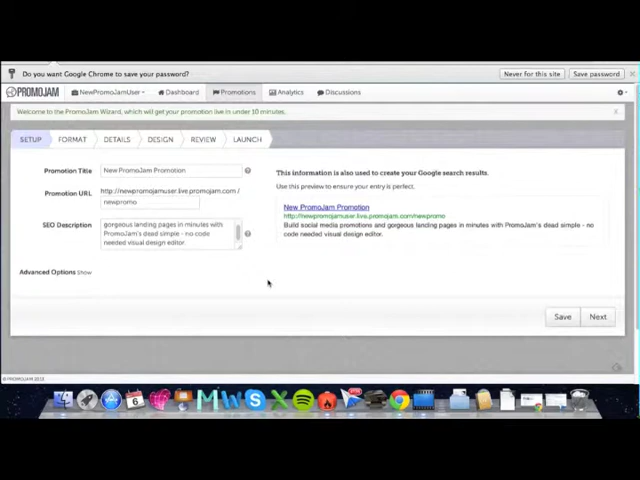 Do you want Google Chrome to save your password?
Never for this site
Save password
PROMOJAM
NewPromoJamUser
Dashboard
Promotions
Analytics
Discussions
Welcome to the PromoJam Wizard, which will get your promotion live in under 10 minutes.
SETUP
FORMAT
DETAILS
DESIGN
REVIEW
LAUNCH
Promotion Title
New PromoJam Promotion
Promotion URL
http://newpromojamuser.live.promojam.com /
newpromo
SEO Description
gorgeous landing pages in minutes with
PromoJam's dead simple - no code
needed visual design editor.
Advanced Options Show
This information is also used to create your Google search results.
Use this preview to ensure your entry is perfect.
New PromoJam Promotion
http://newpromojamuser.live.promojam.com/newpromo
Build social media promotions and gorgeous landing pages in minutes with PromoJam's dead simple - no
code needed visual design editor.
Save
Next
© PROMOJAM 2013
6